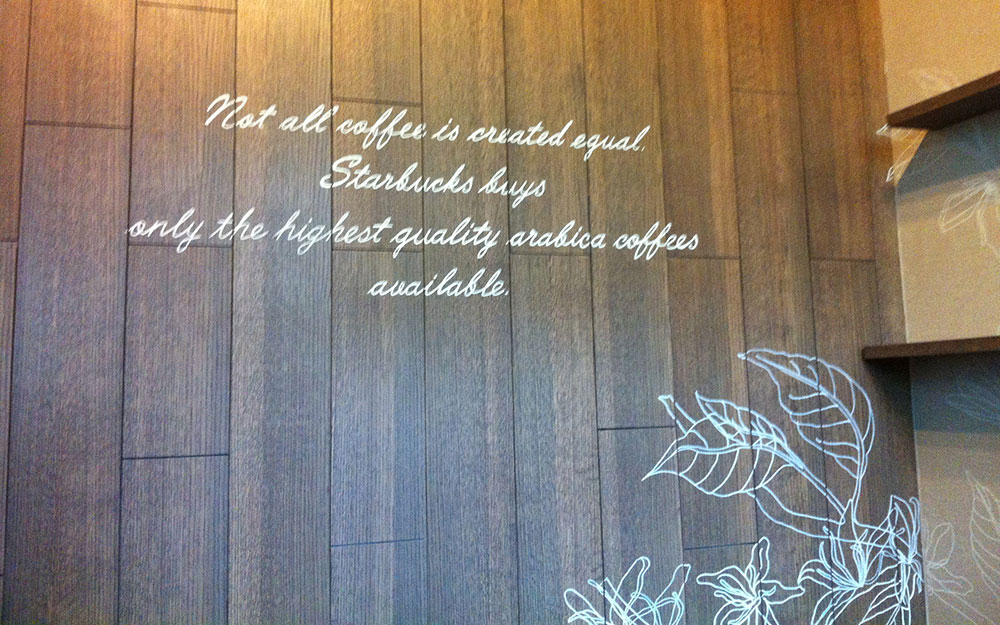 Not all coffee is created equal.
Starbucks buys
only the highest quality arabica coffees
available.